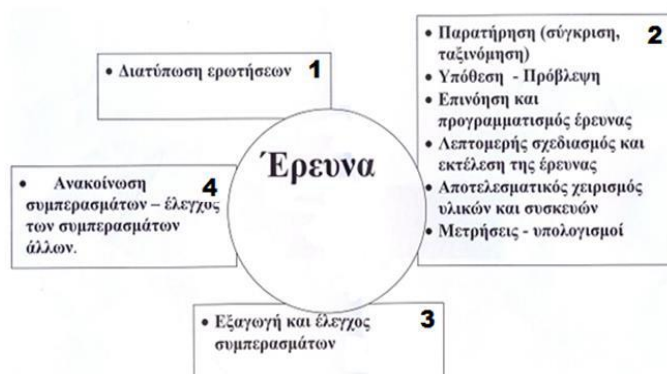 • Διατύπωση ερωτήσεων 1
• Παρατήρηση (σύγκριση, 2
ταξινόμηση)
• Υπόθεση - Πρόβλεψη
• Επινόηση και
προγραμματισμός έρευνας
• Λεπτομερής σχεδιασμός και
εκτέλεση της έρευνας
• Αποτελεσματικός χειρισμός
υλικών και συσκευών
• Μετρήσεις - υπολογισμοί
Έρευνα
• Ανακοίνωση 4
συμπερασμάτων – έλεγχος
των συμπερασμάτων
άλλων.
• Εξαγωγή και έλεγχος 3
συμπερασμάτων